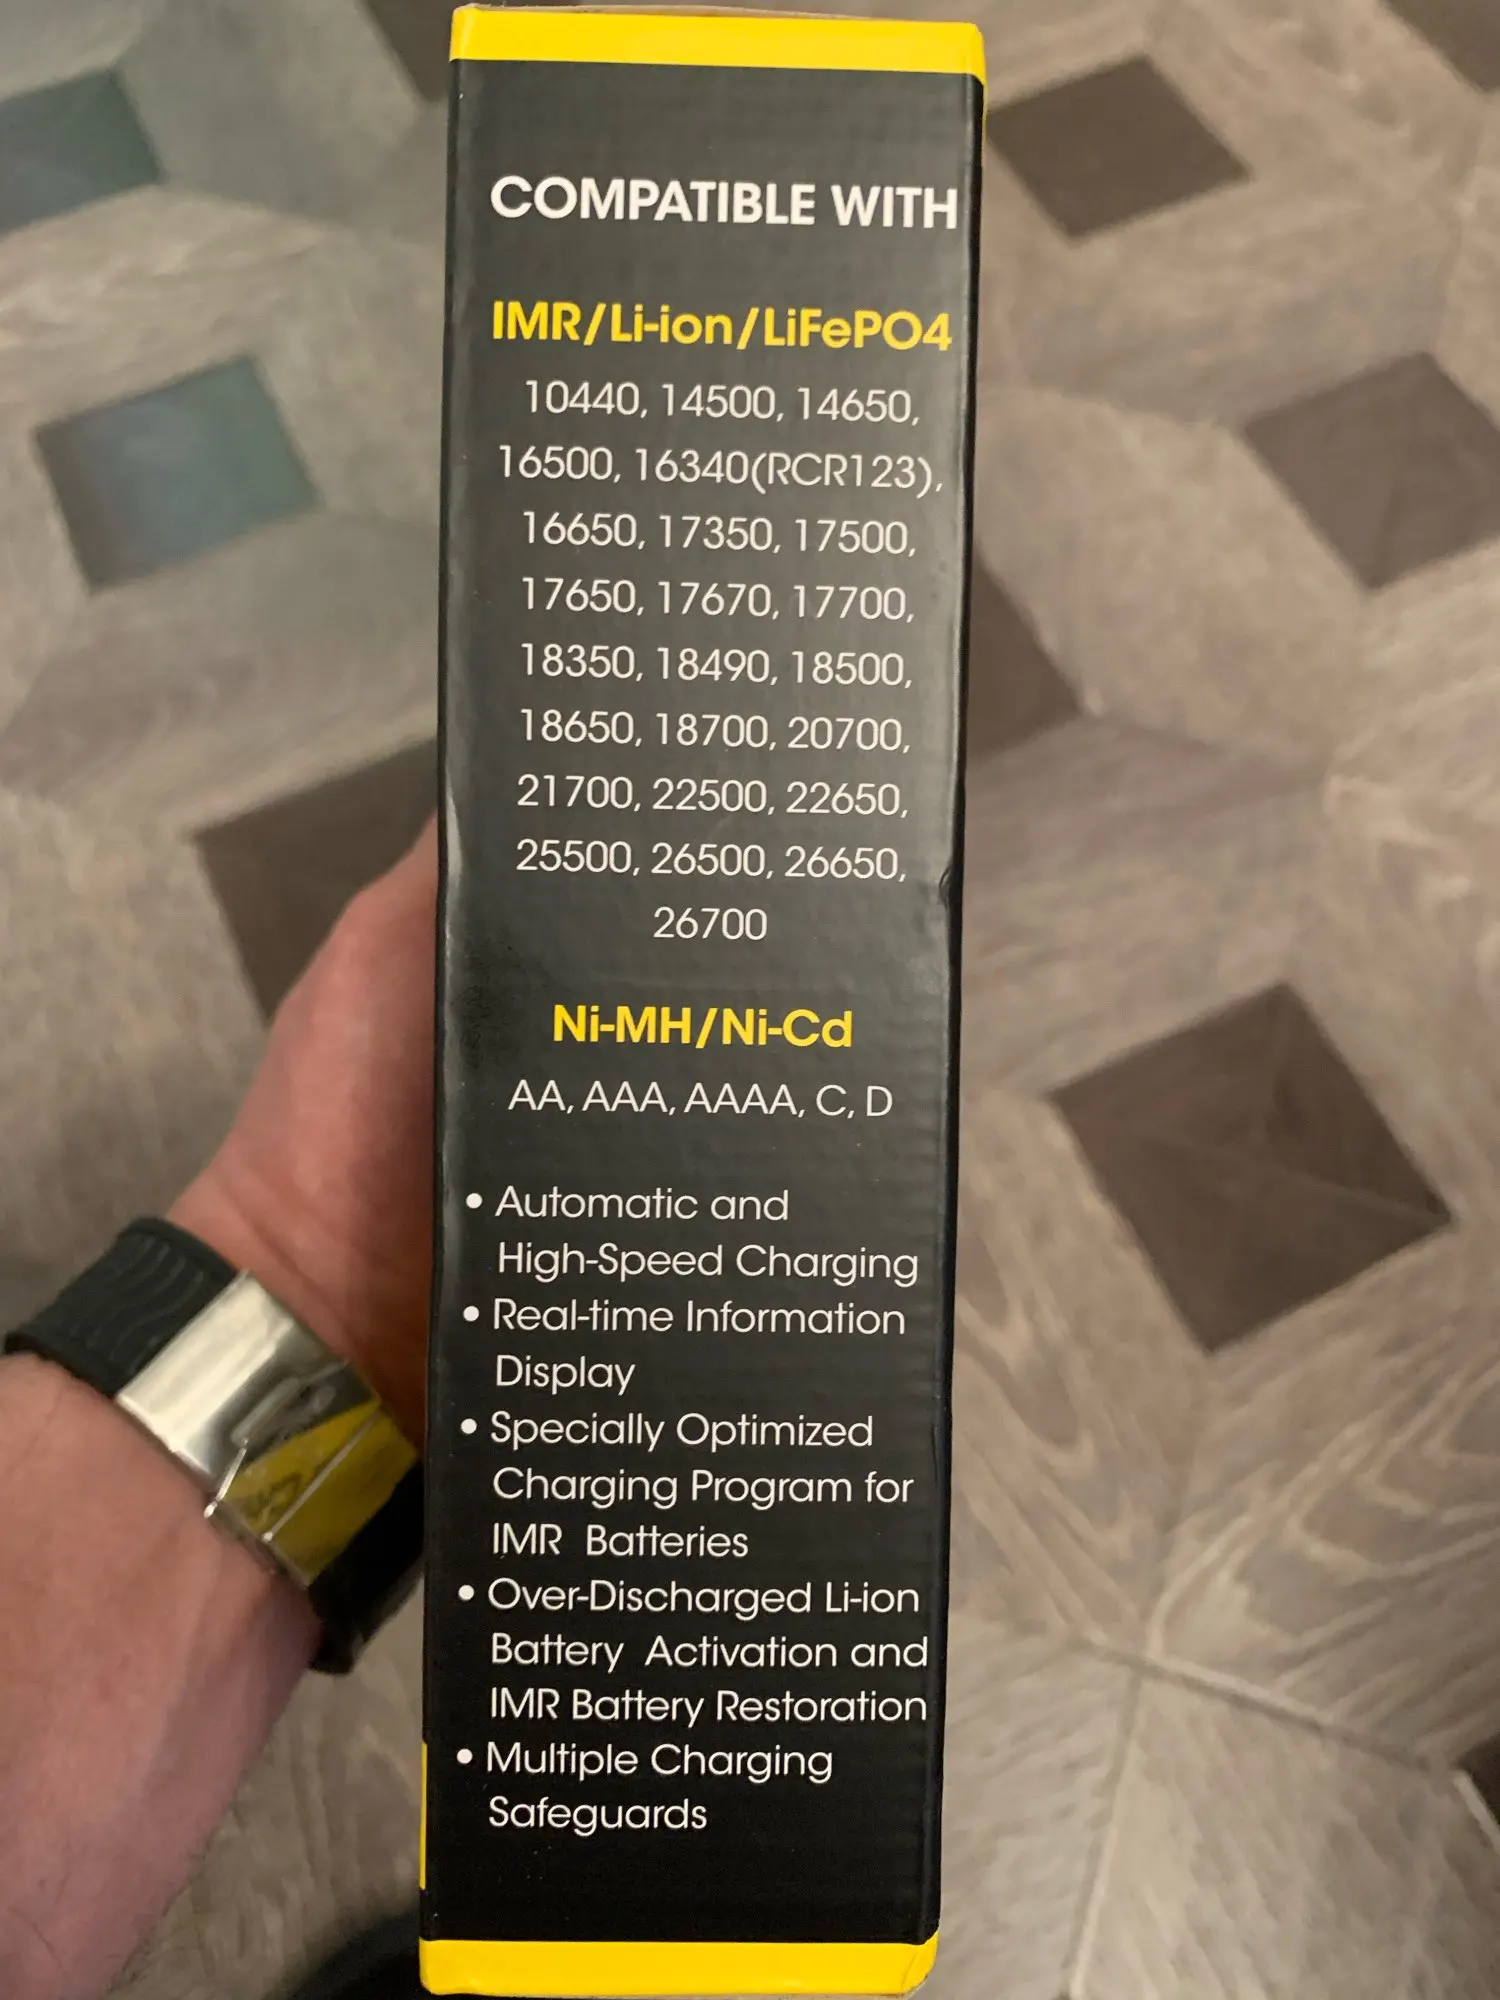 COMPATIBLE WITH
IMR/Li-ion/LiFePO4
10440, 14500, 14650,
16500, 16340(RCR123),
16650, 17350, 17500,
17650, 17670, 17700,
18350, 18490, 18500,
18650, 18700, 20700,
21700, 22500, 22650,
25500, 26500, 26650,
26700
Ni-MH/Ni-Cd
AA, AAA, AAAA, C, D
• Automatic and
High-Speed Charging
• Real-time Information
Display
• Specially Optimized
Charging Program for
IMR Batteries
• Over-Discharged Li-ion
Battery Activation and
IMR Battery Restoration
• Multiple Charging
Safeguards